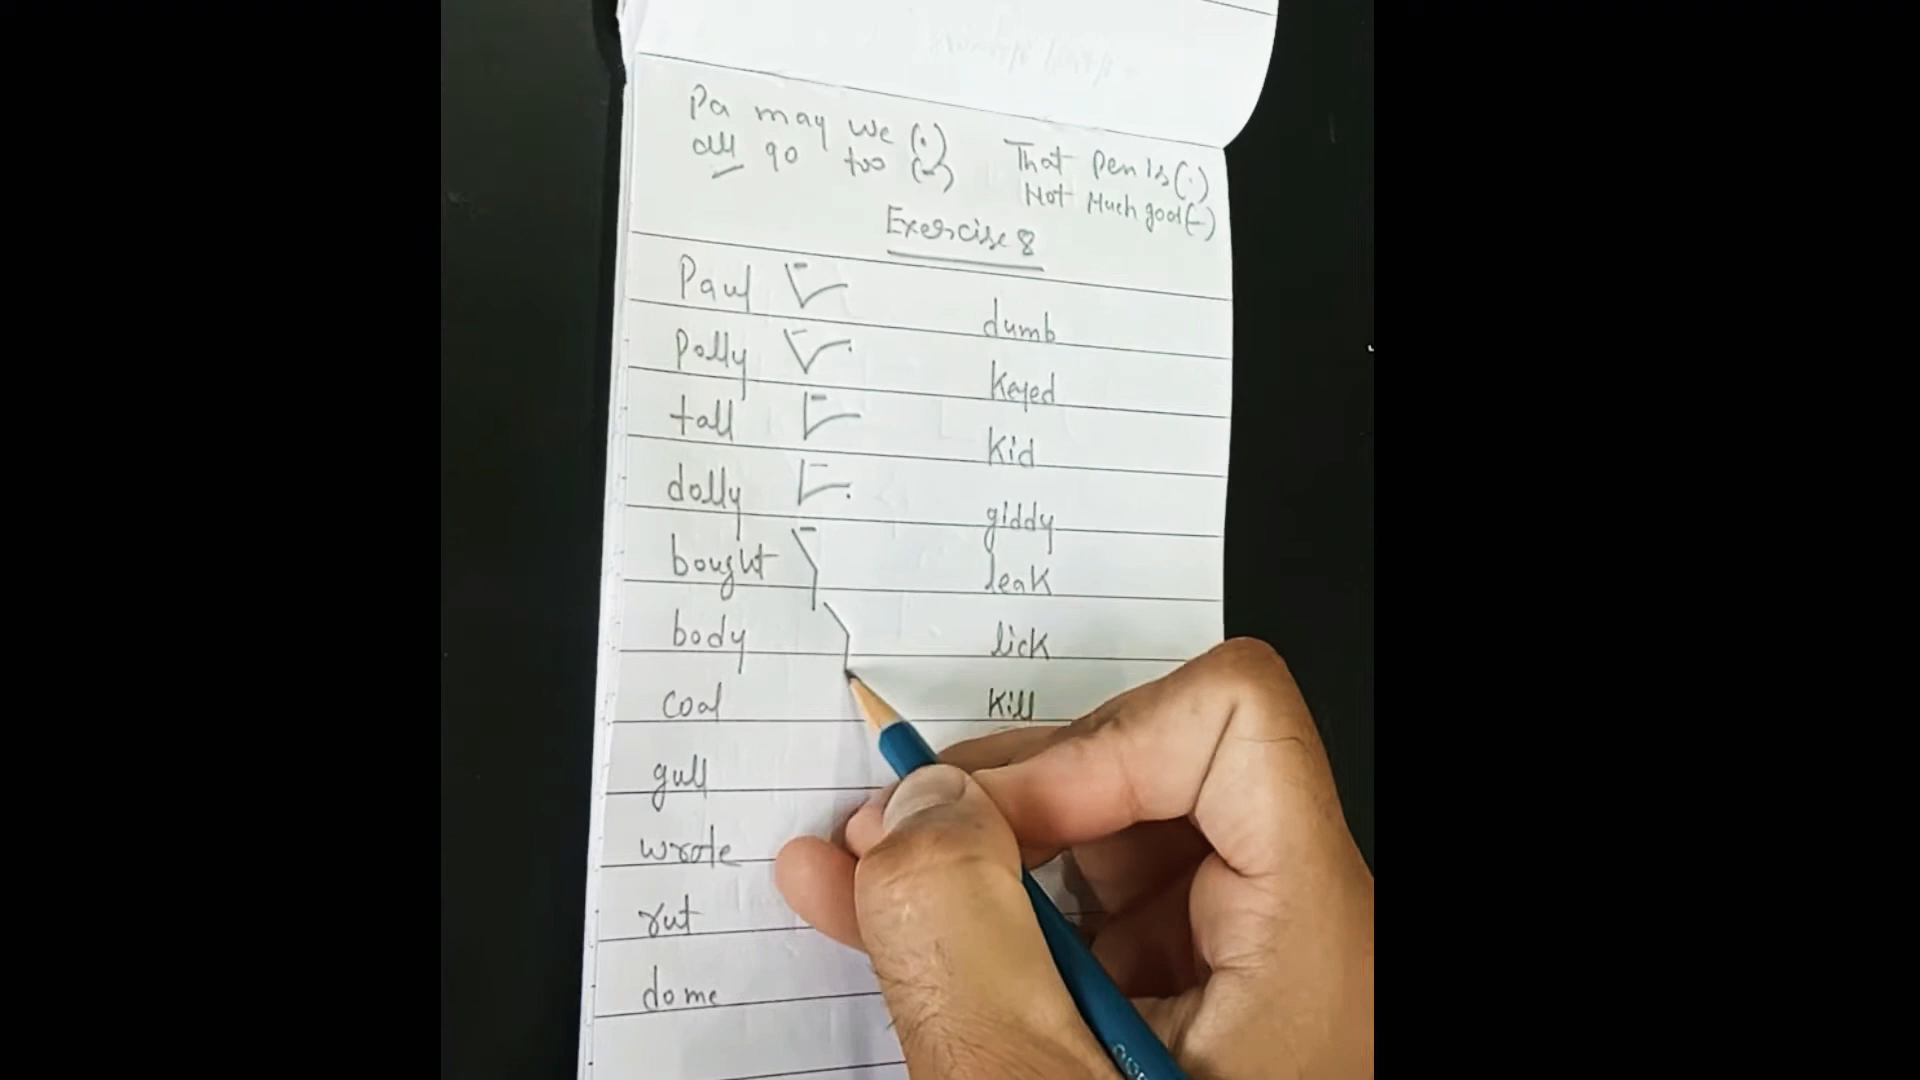 Pa may we (.)
all go too (-)
That Pen is (.)
Not Much good (-)
Exercise 8
Paul
Polly
tall
dolly
bought
body
coal
gull
wrote
rut
dome
dumb
Keyed
Kid
giddy
leak
lick
Kill